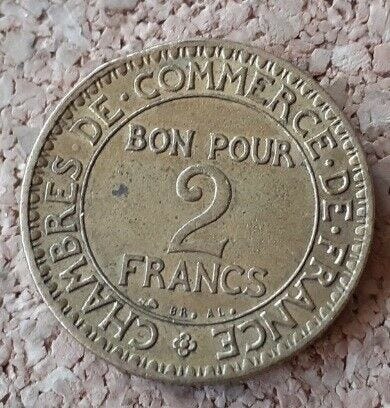 CHAMBRES·DE·COMMERCE·DE·FRANCE
BON POUR
2
FRANCS
BR. AL.